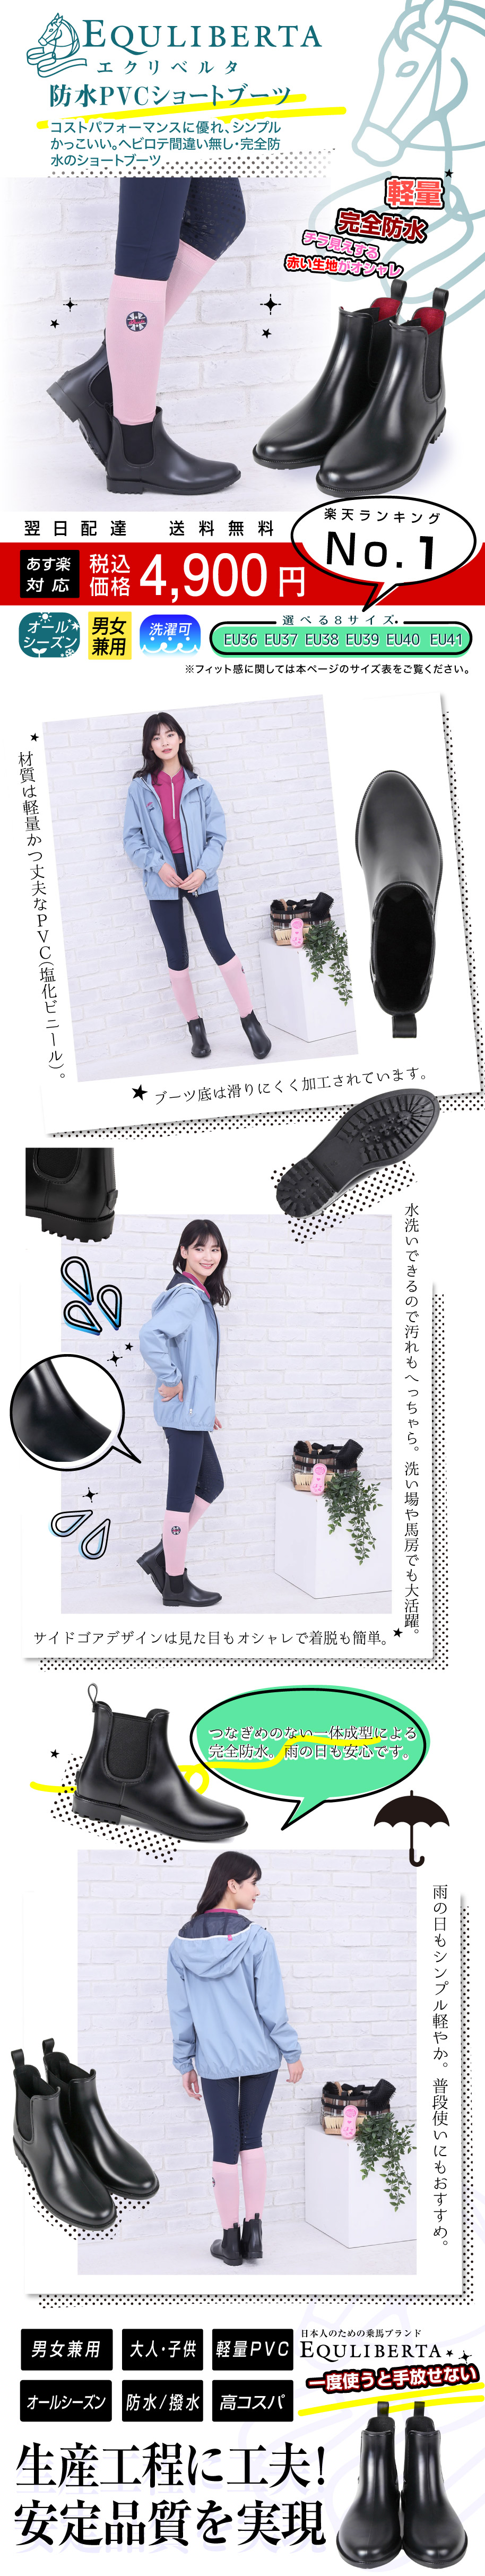 EQULIBERTA
エクリベルタ
防水PVCショートブーツ
コストパフォーマンスに優れ、シンプル
かっこいい。ヘビロテ間違い無し・完全防
水のショートブーツ
軽量
完全防水
チラ見えする
赤い生地がオシャレ
翌日配達 送料無料
楽天ランキング
No.1
あす楽
対応
税込
価格
4,900円
オール
シーズン
男女
兼用
洗濯可
選べる8サイズ
EU36 EU37 EU38 EU39 EU40 EU41
※フィット感に関しては本ページのサイズ表をご覧ください。
材質は軽量かつ丈夫なPVC(塩化ビニール)。
ブーツ底は滑りにくく加工されています。
水洗いできるので汚れもへっちゃら。洗い場や馬房でも大活躍。
サイドゴアデザインは見た目もオシャレで着脱も簡単。
つなぎめのない一体成型による
完全防水。雨の日も安心です。
雨の日もシンプル軽やか。普段使いにもおすすめ。
男女兼用 大人・子供 軽量PVC
オールシーズン 防水/撥水 高コスパ
日本人のための乗馬ブランド
EQULIBERTA
一度使うと手放せない
生産工程に工夫!
安定品質を実現